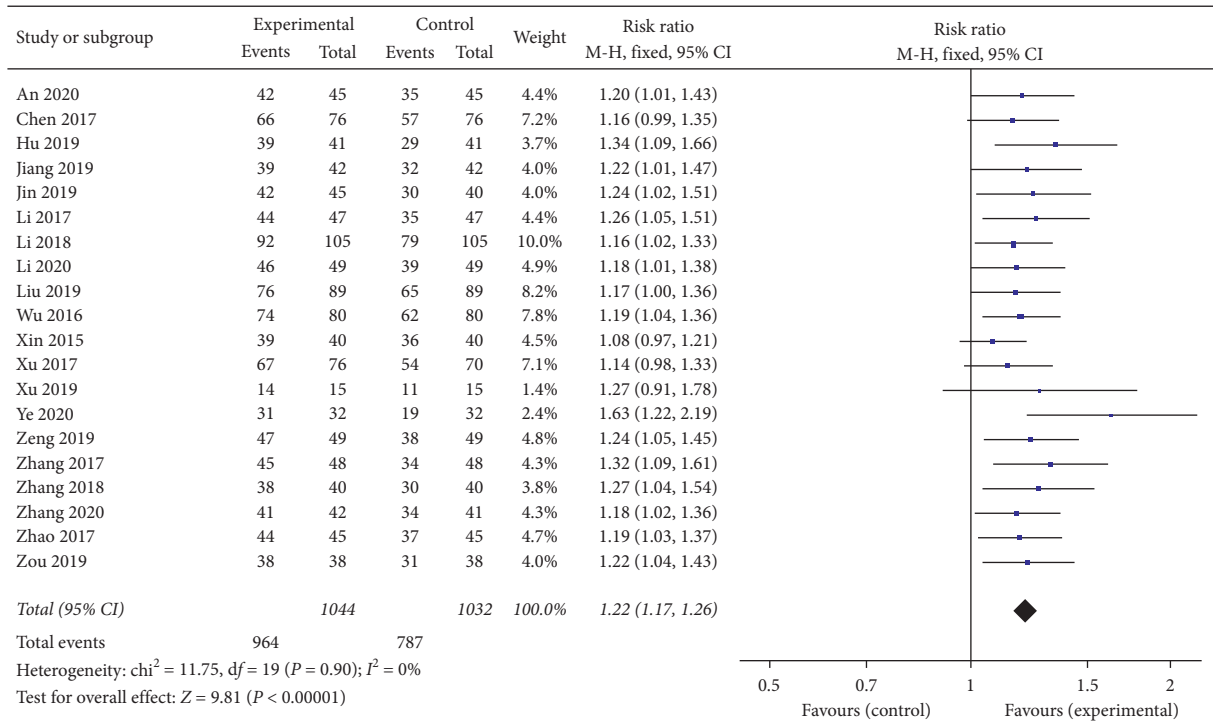 Study or subgroup Experimental Control Weight Risk ratio Risk ratio
Events Total Events Total M-H, fixed, 95% CI M-H, fixed, 95% CI
An 2020 42 45 35 45 4.4% 1.20 (1.01, 1.43)
Chen 2017 66 76 57 76 7.2% 1.16 (0.99, 1.35)
Hu 2019 39 41 29 41 3.7% 1.34 (1.09, 1.66)
Jiang 2019 39 42 32 42 4.0% 1.22 (1.01, 1.47)
Jin 2019 42 45 30 40 4.0% 1.24 (1.02, 1.51)
Li 2017 44 47 35 47 4.4% 1.26 (1.05, 1.51)
Li 2018 92 105 79 105 10.0% 1.16 (1.02, 1.33)
Li 2020 46 49 39 49 4.9% 1.18 (1.01, 1.38)
Liu 2019 76 89 65 89 8.2% 1.17 (1.00, 1.36)
Wu 2016 74 80 62 80 7.8% 1.19 (1.04, 1.36)
Xin 2015 39 40 36 40 4.5% 1.08 (0.97, 1.21)
Xu 2017 67 76 54 70 7.1% 1.14 (0.98, 1.33)
Xu 2019 14 15 11 15 1.4% 1.27 (0.91, 1.78)
Ye 2020 31 32 19 32 2.4% 1.63 (1.22, 2.19)
Zeng 2019 47 49 38 49 4.8% 1.24 (1.05, 1.45)
Zhang 2017 45 48 34 48 4.3% 1.32 (1.09, 1.61)
Zhang 2018 38 40 30 40 3.8% 1.27 (1.04, 1.54)
Zhang 2020 41 42 34 41 4.3% 1.18 (1.02, 1.36)
Zhao 2017 44 45 37 45 4.7% 1.19 (1.03, 1.37)
Zou 2019 38 38 31 38 4.0% 1.22 (1.04, 1.43)
Total (95% CI) 1044 1032 100.0% 1.22 (1.17, 1.26)
Total events 964 787
Heterogeneity: chi² = 11.75, df = 19 (P = 0.90); I² = 0%
Test for overall effect: Z = 9.81 (P < 0.00001)
0.5 0.7 1 1.5 2
Favours (control) Favours (experimental)